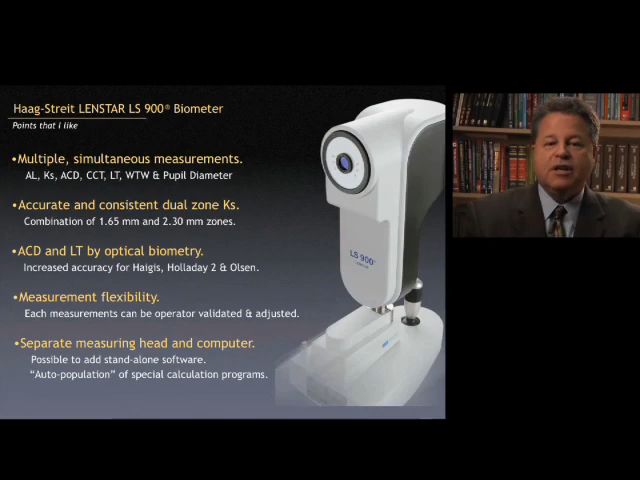 Haag-Streit LENSTAR LS 900® Biometer
Points that I like
•Multiple, simultaneous measurements.
AL, Ks, ACD, CCT, LT, WTW & Pupil Diameter
•Accurate and consistent dual zone Ks.
Combination of 1.65 mm and 2.30 mm zones.
•ACD and LT by optical biometry.
Increased accuracy for Haigis, Holladay 2 & Olsen.
•Measurement flexibility.
Each measurements can be operator validated & adjusted.
•Separate measuring head and computer.
Possible to add stand-alone software.
“Auto-population” of special calculation programs.
LS 900®
LENSTAR